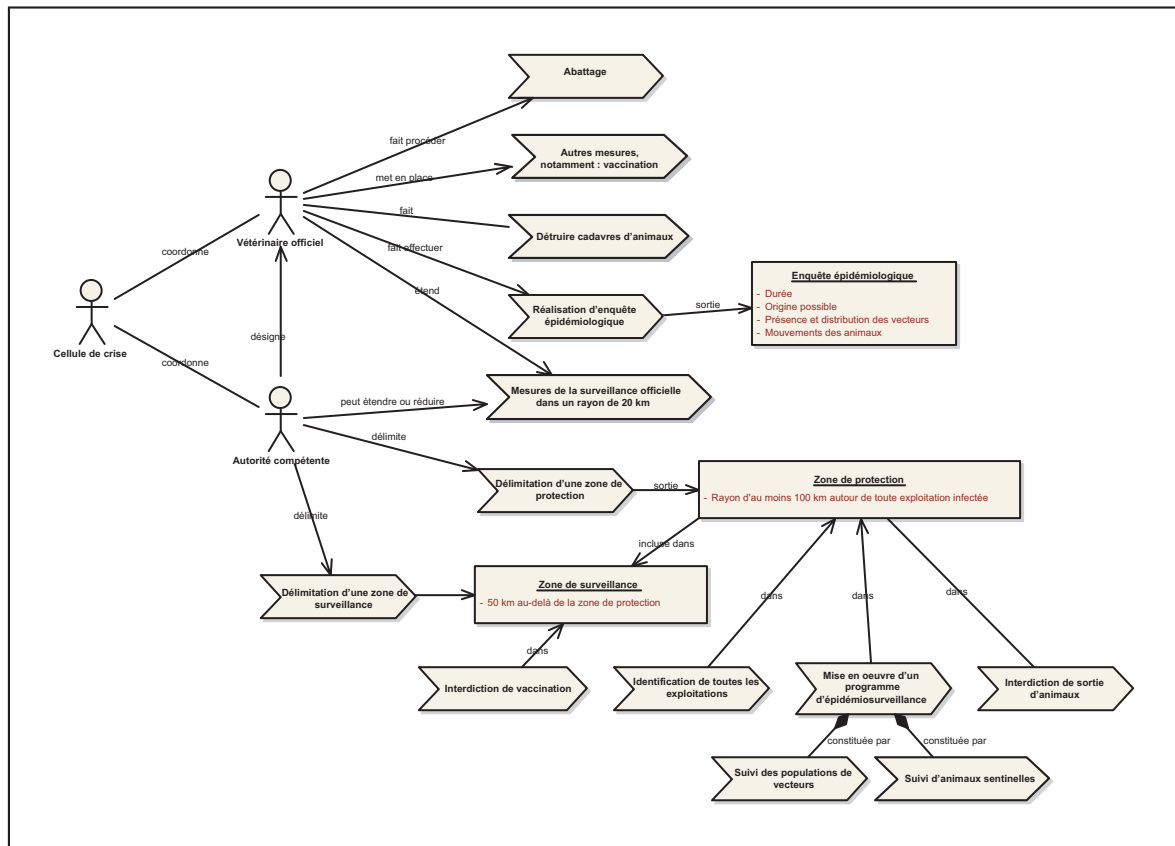 Abattage
fait procéder
Autres mesures,
notamment : vaccination
met en place
Vétérinaire officiel
fait
Détruire cadavres d'animaux
fait effectuer
coordonne
étend
Réalisation d'enquête
épidémiologique
sortie
Enquête épidémiologique
- Durée
- Origine possible
- Présence et distribution des vecteurs
- Mouvements des animaux
Cellule de crise
désigne
coordonne
Mesures de la surveillance officielle
dans un rayon de 20 km
peut étendre ou réduire
Autorité compétente
délimite
Délimitation d'une zone de
protection
sortie
Zone de protection
- Rayon d'au moins 100 km autour de toute exploitation infectée
délimite
incluse dans
Délimitation d'une zone de
surveillance
Zone de surveillance
- 50 km au-delà de la zone de protection
dans
dans
dans
dans
Interdiction de vaccination
Identification de toutes les
exploitations
Mise en oeuvre d'un
programme
d'épidémiosurveillance
Interdiction de sortie
d'animaux
constituée par
constituée par
Suivi des populations de
vecteurs
Suivi d'animaux sentinelles